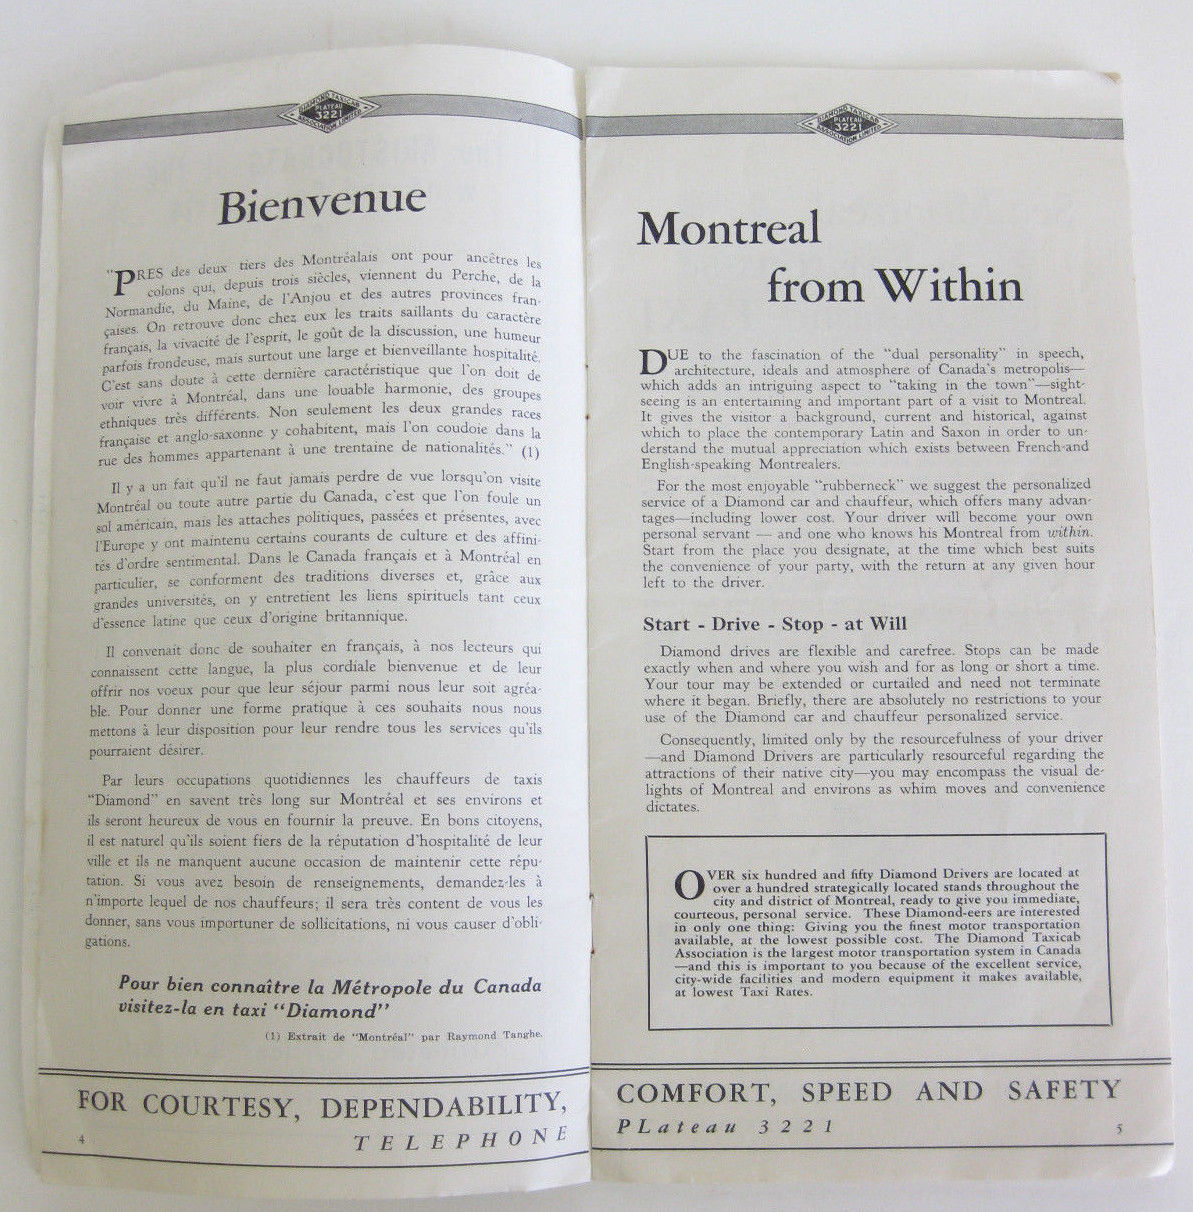 DIAMOND TAXICAB
PLATEAU
3221
ASSOCIATION LIMITED
Bienvenue
"PRES des deux tiers des Montréalais ont pour ancêtres les
colons qui, depuis trois siècles, viennent du Perche, de la
Normandie, du Maine, de l'Anjou et des autres provinces fran-
çaises. On retrouve donc chez eux les traits saillants du caractère
français, la vivacité de l'esprit, le goût de la discussion, une humeur
parfois frondeuse, mais surtout une large et bienveillante hospitalité.
C'est sans doute à cette dernière caractéristique que l'on doit de
voir vivre à Montréal, dans une louable harmonie, des groupes
ethniques très différents. Non seulement les deux grandes races
française et anglo-saxonne y cohabitent, mais l'on coudoie dans la
rue des hommes appartenant à une trentaine de nationalités." (1)
Il y a un fait qu'il ne faut jamais perdre de vue lorsqu'on visite
Montréal ou toute autre partie du Canada, c'est que l'on foule un
sol américain, mais les attaches politiques, passées et présentes, avec
l'Europe y ont maintenu certains courants de culture et des affini-
tés d'ordre sentimental. Dans le Canada français et à Montréal en
particulier, se conforment des traditions diverses et, grâce aux
grandes universités, on y entretient les liens spirituels tant ceux
d'essence latine que ceux d'origine britannique.
Il convenait donc de souhaiter en français, à nos lecteurs qui
connaissent cette langue, la plus cordiale bienvenue et de leur
offrir nos voeux pour que leur séjour parmi nous leur soit agréa-
ble. Pour donner une forme pratique à ces souhaits nous nous
mettons à leur disposition pour leur rendre tous les services qu'ils
pourraient désirer.
Par leurs occupations quotidiennes les chauffeurs de taxis
"Diamond" en savent très long sur Montréal et ses environs et
ils seront heureux de vous en fournir la preuve. En bons citoyens,
il est naturel qu'ils soient fiers de la réputation d'hospitalité de leur
ville et ils ne manquent aucune occasion de maintenir cette répu-
tation. Si vous avez besoin de renseignements, demandez-les à
n'importe lequel de nos chauffeurs; il sera très content de vous les
donner, sans vous importuner de sollicitations, ni vous causer d'obli-
gations.
Pour bien connaître la Métropole du Canada
visitez-la en taxi "Diamond"
(1) Extrait de "Montréal" par Raymond Tanghe.
FOR COURTESY, DEPENDABILITY,
TELEPHONE
4
DIAMOND TAXICAB
PLATEAU
3221
ASSOCIATION LIMITED
Montreal
from Within
DUE to the fascination of the "dual personality" in speech,
architecture, ideals and atmosphere of Canada's metropolis—
which adds an intriguing aspect to "taking in the town"—sight-
seeing is an entertaining and important part of a visit to Montreal.
It gives the visitor a background, current and historical, against
which to place the contemporary Latin and Saxon in order to un-
derstand the mutual appreciation which exists between French-and
English-speaking Montrealers.
For the most enjoyable "rubberneck" we suggest the personalized
service of a Diamond car and chauffeur, which offers many advan-
tages—including lower cost. Your driver will become your own
personal servant — and one who knows his Montreal from within.
Start from the place you designate, at the time which best suits
the convenience of your party, with the return at any given hour
left to the driver.
Start - Drive - Stop - at Will
Diamond drives are flexible and carefree. Stops can be made
exactly when and where you wish and for as long or short a time.
Your tour may be extended or curtailed and need not terminate
where it began. Briefly, there are absolutely no restrictions to your
use of the Diamond car and chauffeur personalized service.
Consequently, limited only by the resourcefulness of your driver
—and Diamond Drivers are particularly resourceful regarding the
attractions of their native city—you may encompass the visual de-
lights of Montreal and environs as whim moves and convenience
dictates.
OVER six hundred and fifty Diamond Drivers are located at
over a hundred strategically located stands throughout the
city and district of Montreal, ready to give you immediate,
courteous, personal service. These Diamond-eers are interested
in only one thing: Giving you the finest motor transportation
available, at the lowest possible cost. The Diamond Taxicab
Association is the largest motor transportation system in Canada
—and this is important to you because of the excellent service,
city-wide facilities and modern equipment it makes available,
at lowest Taxi Rates.
COMFORT, SPEED AND SAFETY
PLateau 3221
5